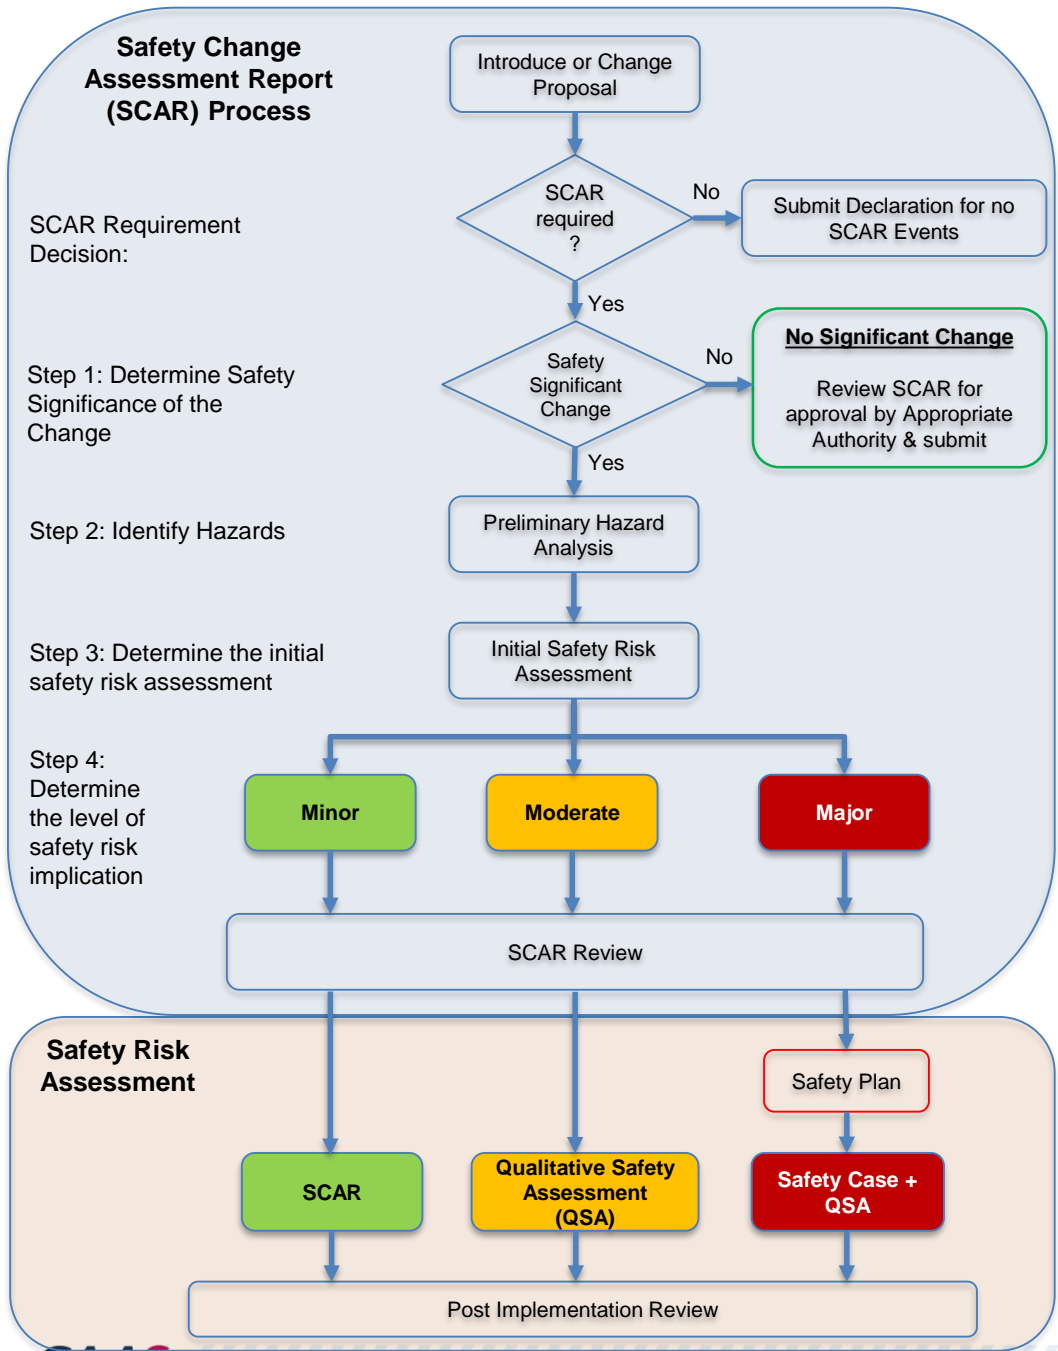 Safety Change
Assessment Report
(SCAR) Process
Introduce or Change
Proposal
SCAR Requirement
Decision:
SCAR
required
?
No
Submit Declaration for no
SCAR Events
Yes
Step 1: Determine Safety
Significance of the
Change
Safety
Significant
Change
No
No Significant Change
Review SCAR for
approval by Appropriate
Authority & submit
Yes
Step 2: Identify Hazards
Preliminary Hazard
Analysis
Step 3: Determine the initial
safety risk assessment
Initial Safety Risk
Assessment
Step 4:
Determine
the level of
safety risk
implication
Minor
Moderate
Major
SCAR Review
Safety Risk
Assessment
Safety Plan
SCAR
Qualitative Safety
Assessment
(QSA)
Safety Case +
QSA
Post Implementation Review